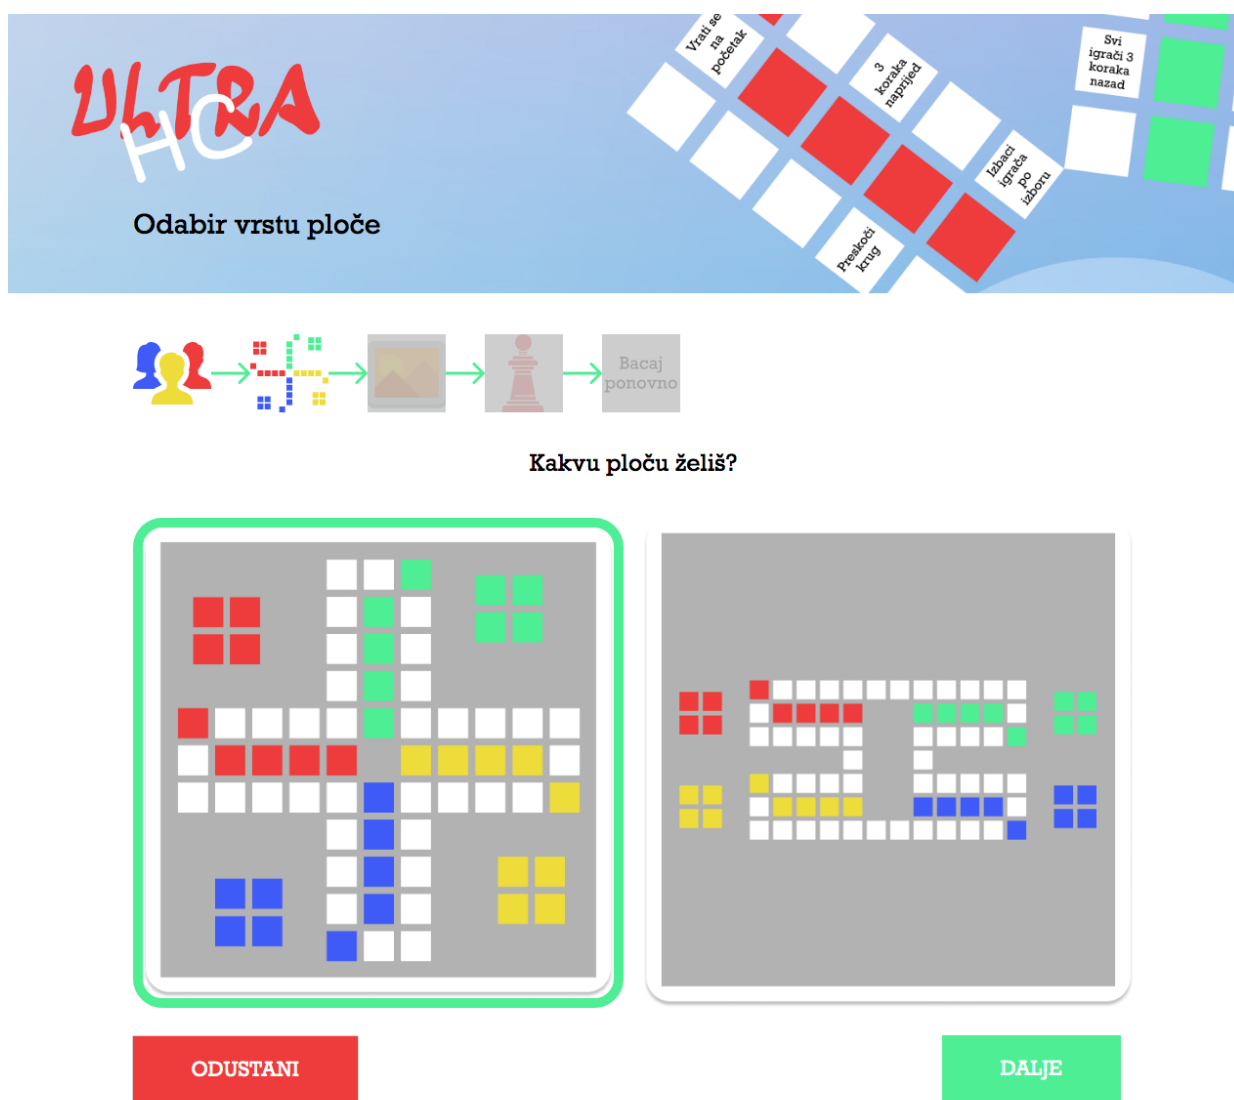 ULTRA
HC
Odabir vrstu ploče
Vrati se
na
početak
3
koraka
naprijed
Izbaci
igrača
po
izboru
Preskoči
krug
Svi
igrači 3
koraka
nazad
Bacaj
ponovno
Kakvu ploču želiš?
ODUSTANI
DALJE